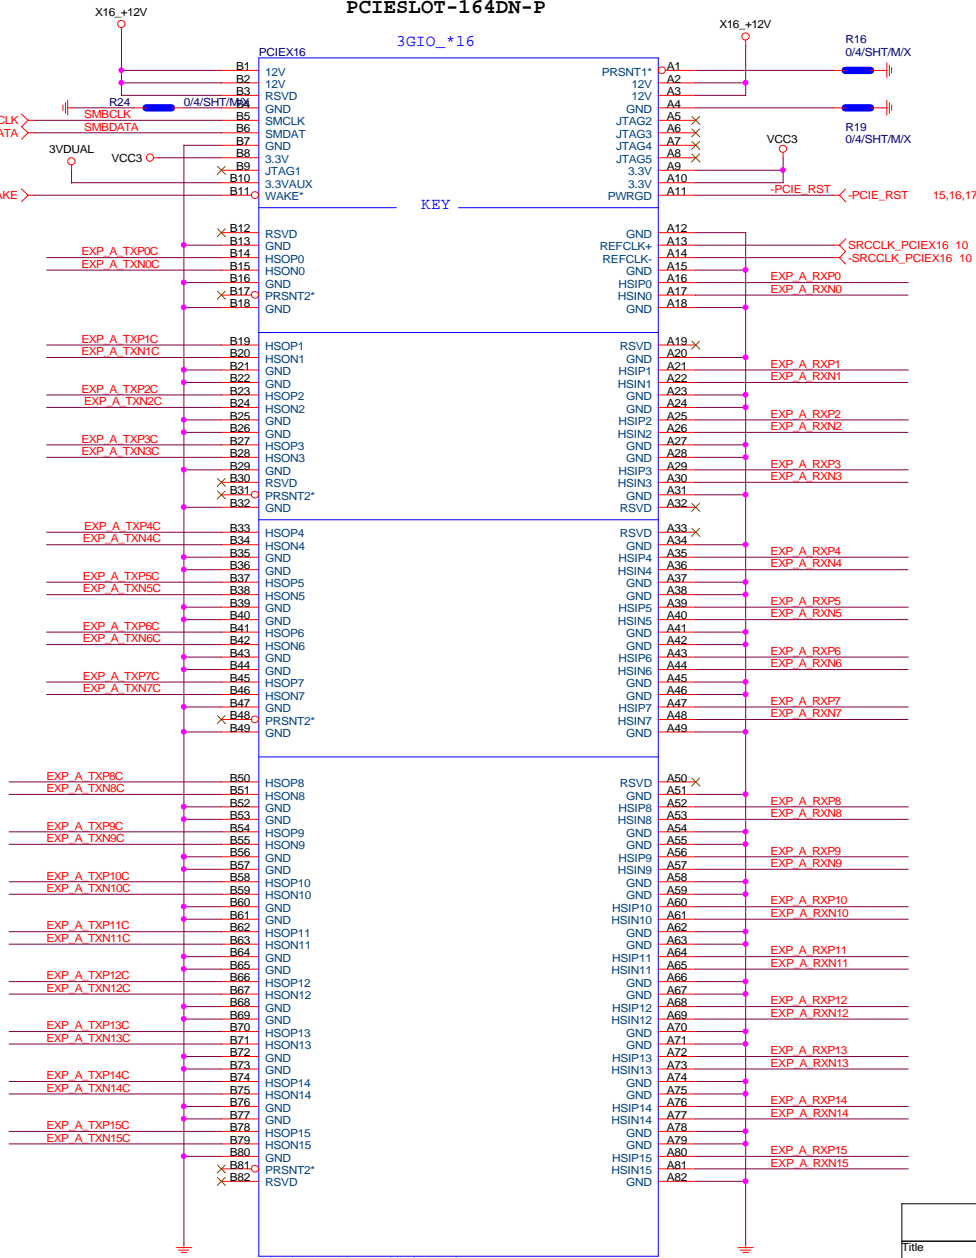 PCIESLOT-164DN-P
X16_+12V
X16_+12V
3GIO_*16
PCIEX16
R16
0/4/SHT/M/X
R24
0/4/SHT/M/X
R19
0/4/SHT/M/X
CLK
SMBCLK
ATA
SMBDATA
3VDUAL
VCC3
VCC3
AKE
-PCIE_RST
-PCIE_RST 15,16,17
KEY
SRCCLK_PCIEX16 10
-SRCCLK_PCIEX16 10
B1 12V PRSNT1* A1
B2 12V 12V A2
B3 RSVD 12V A3
B4 GND GND A4
B5 SMCLK JTAG2 A5
B6 SMDAT JTAG3 A6
B7 GND JTAG4 A7
B8 3.3V JTAG5 A8
B9 JTAG1 3.3V A9
B10 3.3VAUX 3.3V A10
B11 WAKE* PWRGD A11
B12 RSVD GND A12
B13 GND REFCLK+ A13
EXP_A_TXP0C B14 HSOP0 REFCLK- A14
EXP_A_TXN0C B15 HSON0 GND A15
B16 GND HSIP0 A16 EXP_A_RXP0
B17 PRSNT2* HSIN0 A17 EXP_A_RXN0
B18 GND GND A18
EXP_A_TXP1C B19 HSOP1 RSVD A19
EXP_A_TXN1C B20 HSON1 GND A20
B21 GND HSIP1 A21 EXP_A_RXP1
B22 GND HSIN1 A22 EXP_A_RXN1
EXP_A_TXP2C B23 HSOP2 GND A23
EXP_A_TXN2C B24 HSON2 GND A24
B25 GND HSIP2 A25 EXP_A_RXP2
B26 GND HSIN2 A26 EXP_A_RXN2
EXP_A_TXP3C B27 HSOP3 GND A27
EXP_A_TXN3C B28 HSON3 GND A28
B29 GND HSIP3 A29 EXP_A_RXP3
B30 RSVD HSIN3 A30 EXP_A_RXN3
B31 PRSNT2* GND A31
B32 GND RSVD A32
EXP_A_TXP4C B33 HSOP4 RSVD A33
EXP_A_TXN4C B34 HSON4 GND A34
B35 GND HSIP4 A35 EXP_A_RXP4
B36 GND HSIN4 A36 EXP_A_RXN4
EXP_A_TXP5C B37 HSOP5 GND A37
EXP_A_TXN5C B38 HSON5 GND A38
B39 GND HSIP5 A39 EXP_A_RXP5
B40 GND HSIN5 A40 EXP_A_RXN5
EXP_A_TXP6C B41 HSOP6 GND A41
EXP_A_TXN6C B42 HSON6 GND A42
B43 GND HSIP6 A43 EXP_A_RXP6
B44 GND HSIN6 A44 EXP_A_RXN6
EXP_A_TXP7C B45 HSOP7 GND A45
EXP_A_TXN7C B46 HSON7 GND A46
B47 GND HSIP7 A47 EXP_A_RXP7
B48 PRSNT2* HSIN7 A48 EXP_A_RXN7
B49 GND GND A49
EXP_A_TXP8C B50 HSOP8 RSVD A50
EXP_A_TXN8C B51 HSON8 GND A51
B52 GND HSIP8 A52 EXP_A_RXP8
B53 GND HSIN8 A53 EXP_A_RXN8
EXP_A_TXP9C B54 HSOP9 GND A54
EXP_A_TXN9C B55 HSON9 GND A55
B56 GND HSIP9 A56 EXP_A_RXP9
B57 GND HSIN9 A57 EXP_A_RXN9
EXP_A_TXP10C B58 HSOP10 GND A58
EXP_A_TXN10C B59 HSON10 GND A59
B60 GND HSIP10 A60 EXP_A_RXP10
B61 GND HSIN10 A61 EXP_A_RXN10
EXP_A_TXP11C B62 HSOP11 GND A62
EXP_A_TXN11C B63 HSON11 GND A63
B64 GND HSIP11 A64 EXP_A_RXP11
B65 GND HSIN11 A65 EXP_A_RXN11
EXP_A_TXP12C B66 HSOP12 GND A66
EXP_A_TXN12C B67 HSON12 GND A67
B68 GND HSIP12 A68 EXP_A_RXP12
B69 GND HSIN12 A69 EXP_A_RXN12
EXP_A_TXP13C B70 HSOP13 GND A70
EXP_A_TXN13C B71 HSON13 GND A71
B72 GND HSIP13 A72 EXP_A_RXP13
B73 GND HSIN13 A73 EXP_A_RXN13
EXP_A_TXP14C B74 HSOP14 GND A74
EXP_A_TXN14C B75 HSON14 GND A75
B76 GND HSIP14 A76 EXP_A_RXP14
B77 GND HSIN14 A77 EXP_A_RXN14
EXP_A_TXP15C B78 HSOP15 GND A78
EXP_A_TXN15C B79 HSON15 GND A79
B80 GND HSIP15 A80 EXP_A_RXP15
B81 PRSNT2* HSIN15 A81 EXP_A_RXN15
B82 RSVD GND A82
Title